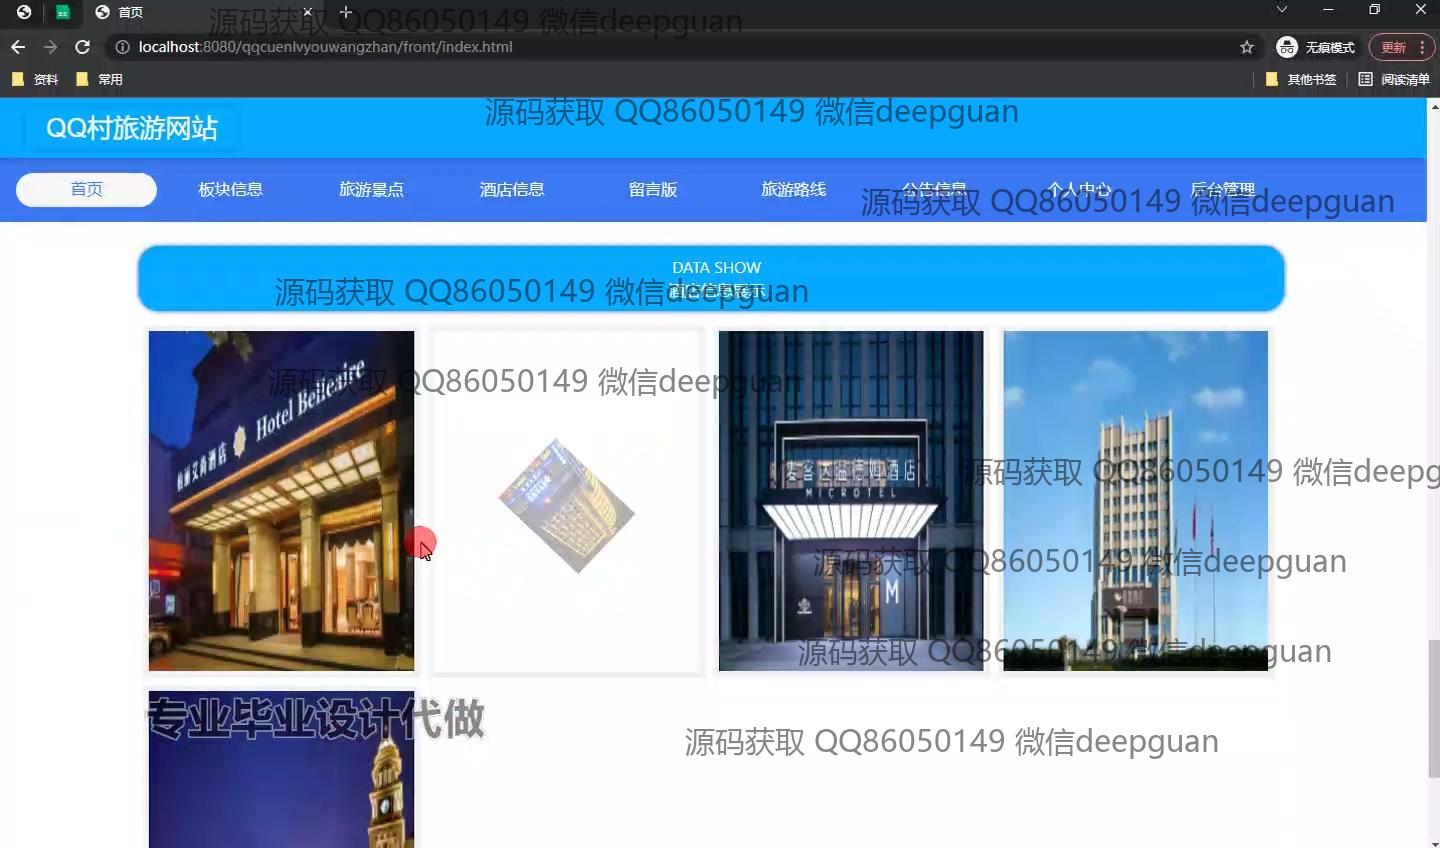 首页
源码获取 QQ86050149 微信deepguan
localhost:8080/qqcuenlvyouwangzhan/front/index.html
无痕模式
更新
资料
常用
其他书签
阅读清单
源码获取 QQ86050149 微信deepguan
QQ村旅游网站
首页
板块信息
旅游景点
酒店信息
留言版
旅游路线
公告信息
个人中心
后台管理
源码获取 QQ86050149 微信deepguan
DATA SHOW
酒店信息展示
源码获取 QQ86050149 微信deepguan
源码获取 QQ86050149 微信deepguan
Hotel Bellevire
麦客达温德姆酒店
MICROTEL
M
源码获取 QQ86050149 微信deepg
源码获取 QQ86050149 微信deepguan
源码获取 QQ86050149 微信deepguan
专业毕业设计代做
源码获取 QQ86050149 微信deepguan